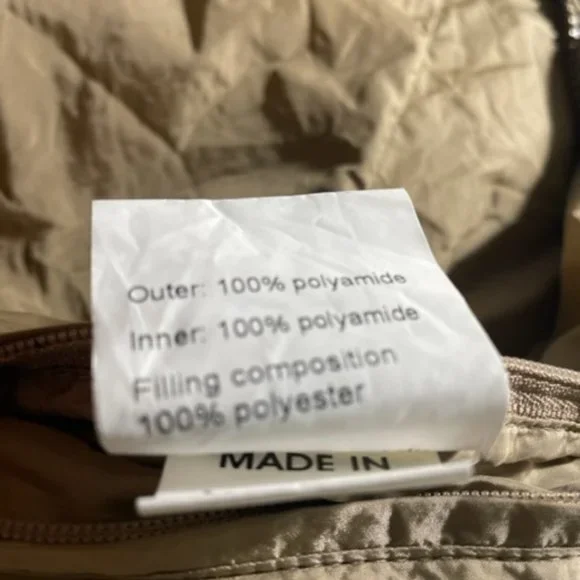 Outer: 100% polyamide
Inner: 100% polyamide
Filling composition
100% polyester
MADE IN